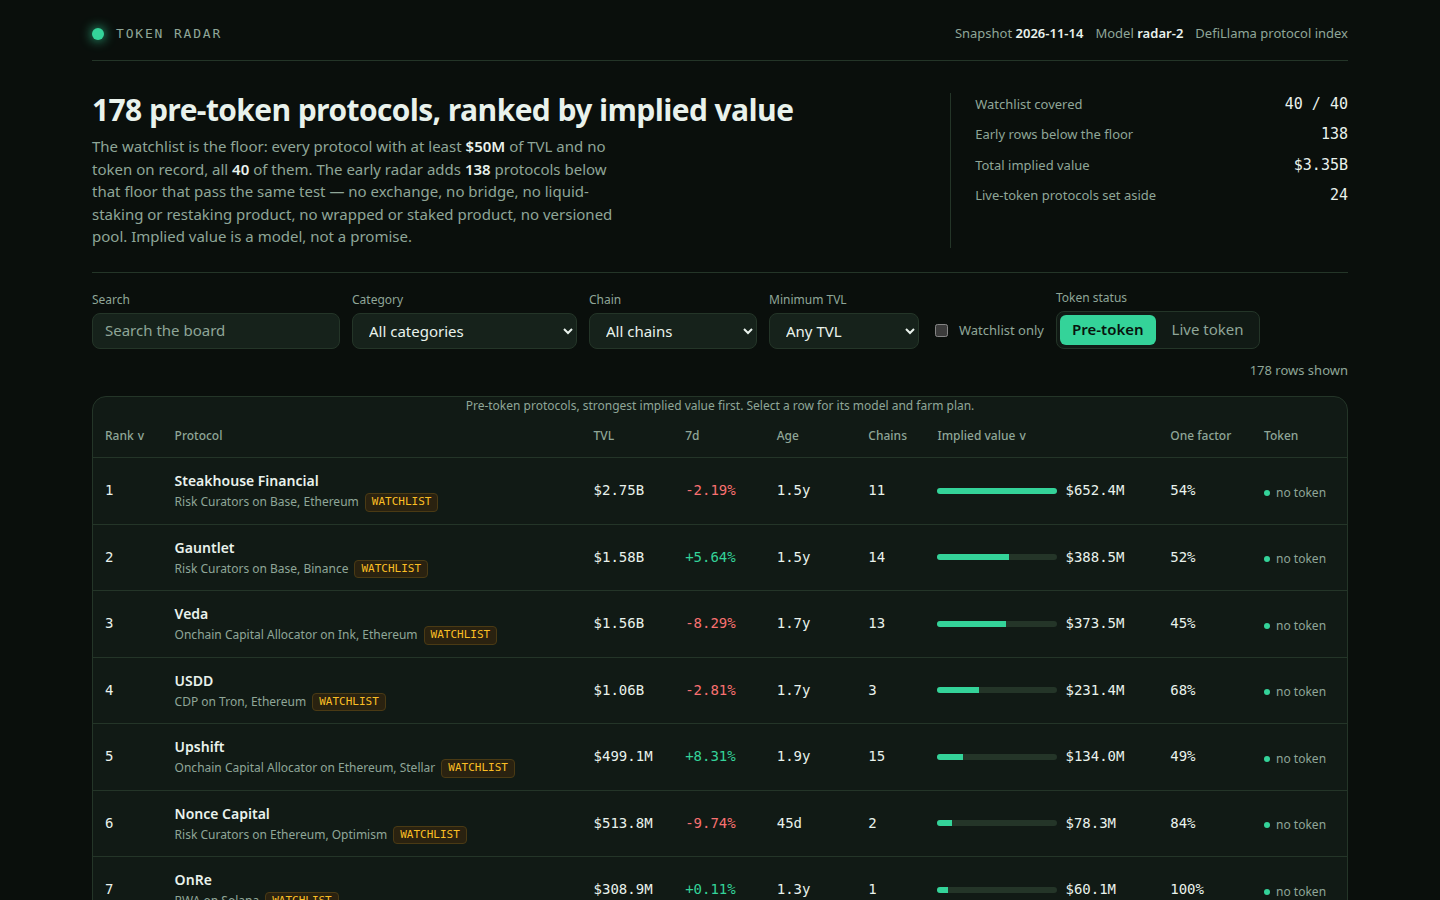 TOKEN RADAR
Snapshot 2026-11-14 Model radar-2 DefiLlama protocol index
178 pre-token protocols, ranked by implied value
The watchlist is the floor: every protocol with at least $50M of TVL and no
token on record, all 40 of them. The early radar adds 138 protocols below
that floor that pass the same test — no exchange, no bridge, no liquid-
staking or restaking product, no wrapped or staked product, no versioned
pool. Implied value is a model, not a promise.
Watchlist covered 40 / 40
Early rows below the floor 138
Total implied value $3.35B
Live-token protocols set aside 24
Search Category Chain Minimum TVL Token status
Search the board All categories All chains Any TVL Watchlist only Pre-token Live token
178 rows shown
Pre-token protocols, strongest implied value first. Select a row for its model and farm plan.
Rank v Protocol TVL 7d Age Chains Implied value v One factor Token
1 Steakhouse Financial $2.75B -2.19% 1.5y 11 $652.4M 54% no token
Risk Curators on Base, Ethereum WATCHLIST
2 Gauntlet $1.58B +5.64% 1.5y 14 $388.5M 52% no token
Risk Curators on Base, Binance WATCHLIST
3 Veda $1.56B -8.29% 1.7y 13 $373.5M 45% no token
Onchain Capital Allocator on Ink, Ethereum WATCHLIST
4 USDD $1.06B -2.81% 1.7y 3 $231.4M 68% no token
CDP on Tron, Ethereum WATCHLIST
5 Upshift $499.1M +8.31% 1.9y 15 $134.0M 49% no token
Onchain Capital Allocator on Ethereum, Stellar WATCHLIST
6 Nonce Capital $513.8M -9.74% 45d 2 $78.3M 84% no token
Risk Curators on Ethereum, Optimism WATCHLIST
7 OnRe $308.9M +0.11% 1.3y 1 $60.1M 100% no token
RWA on Solana WATCHLIST